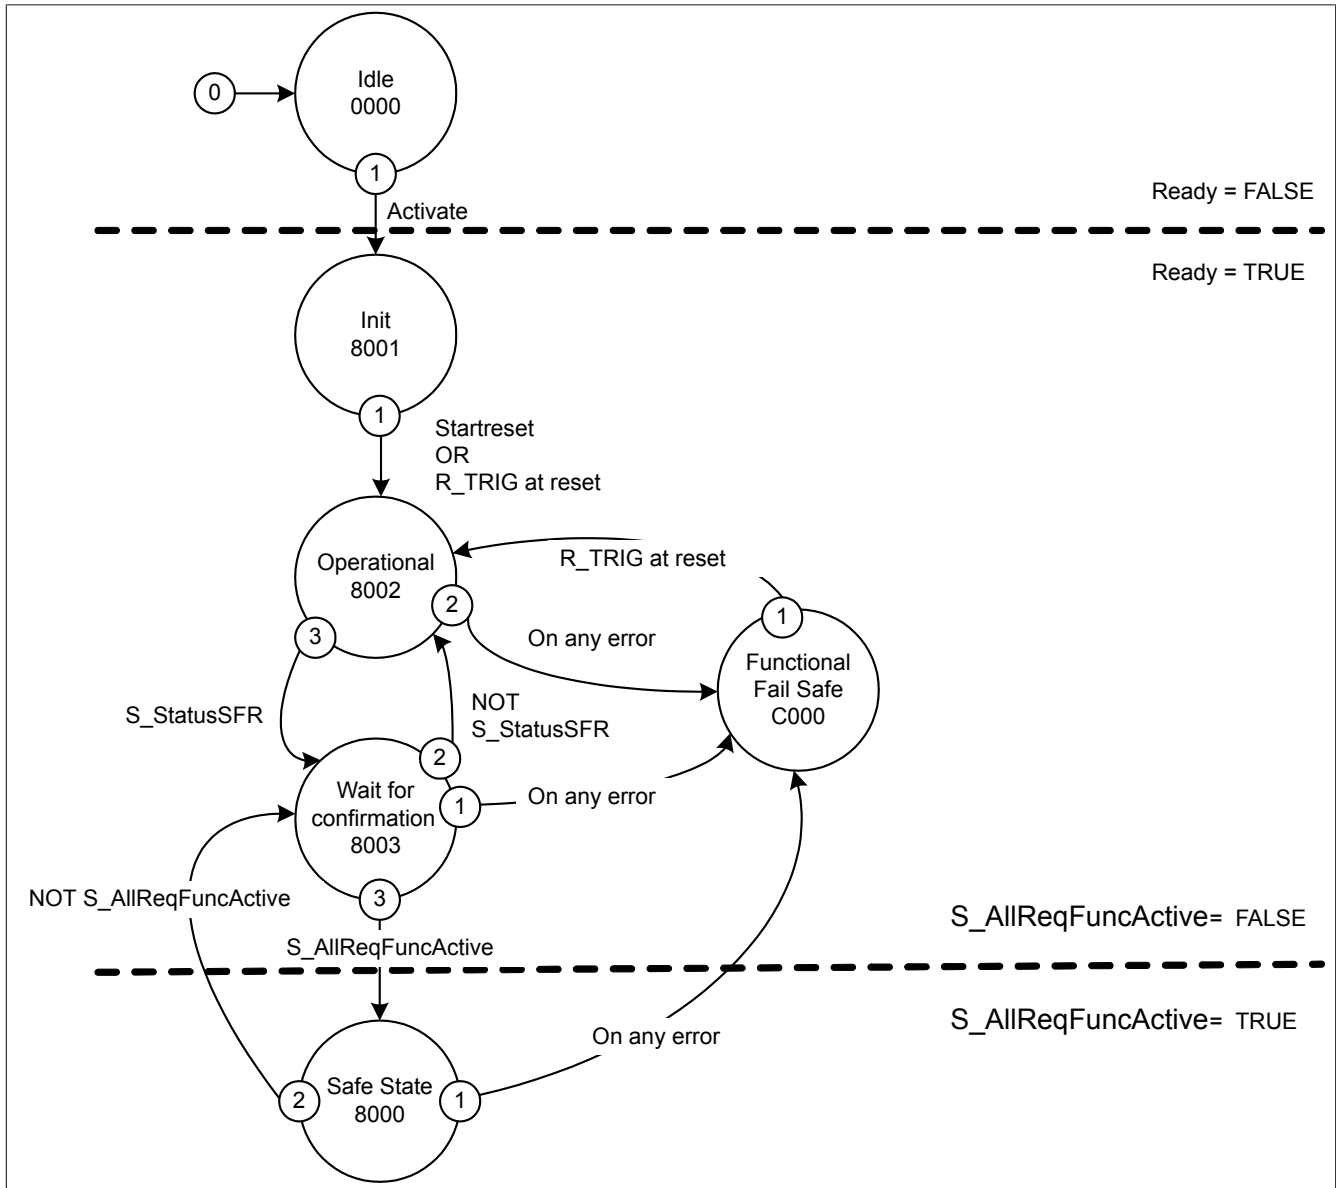 Idle
0000
0
1
Activate
Ready = FALSE
Ready = TRUE
Init
8001
1
Startreset
OR
R_TRIG at reset
Operational
8002
2
3
R_TRIG at reset
On any error
1
Functional
Fail Safe
C000
S_StatusSFR
NOT
S_StatusSFR
2
1
Wait for
confirmation
8003
3
On any error
NOT S_AllReqFuncActive
S_AllReqFuncActive
S_AllReqFuncActive= FALSE
S_AllReqFuncActive= TRUE
On any error
2
Safe State
8000
1